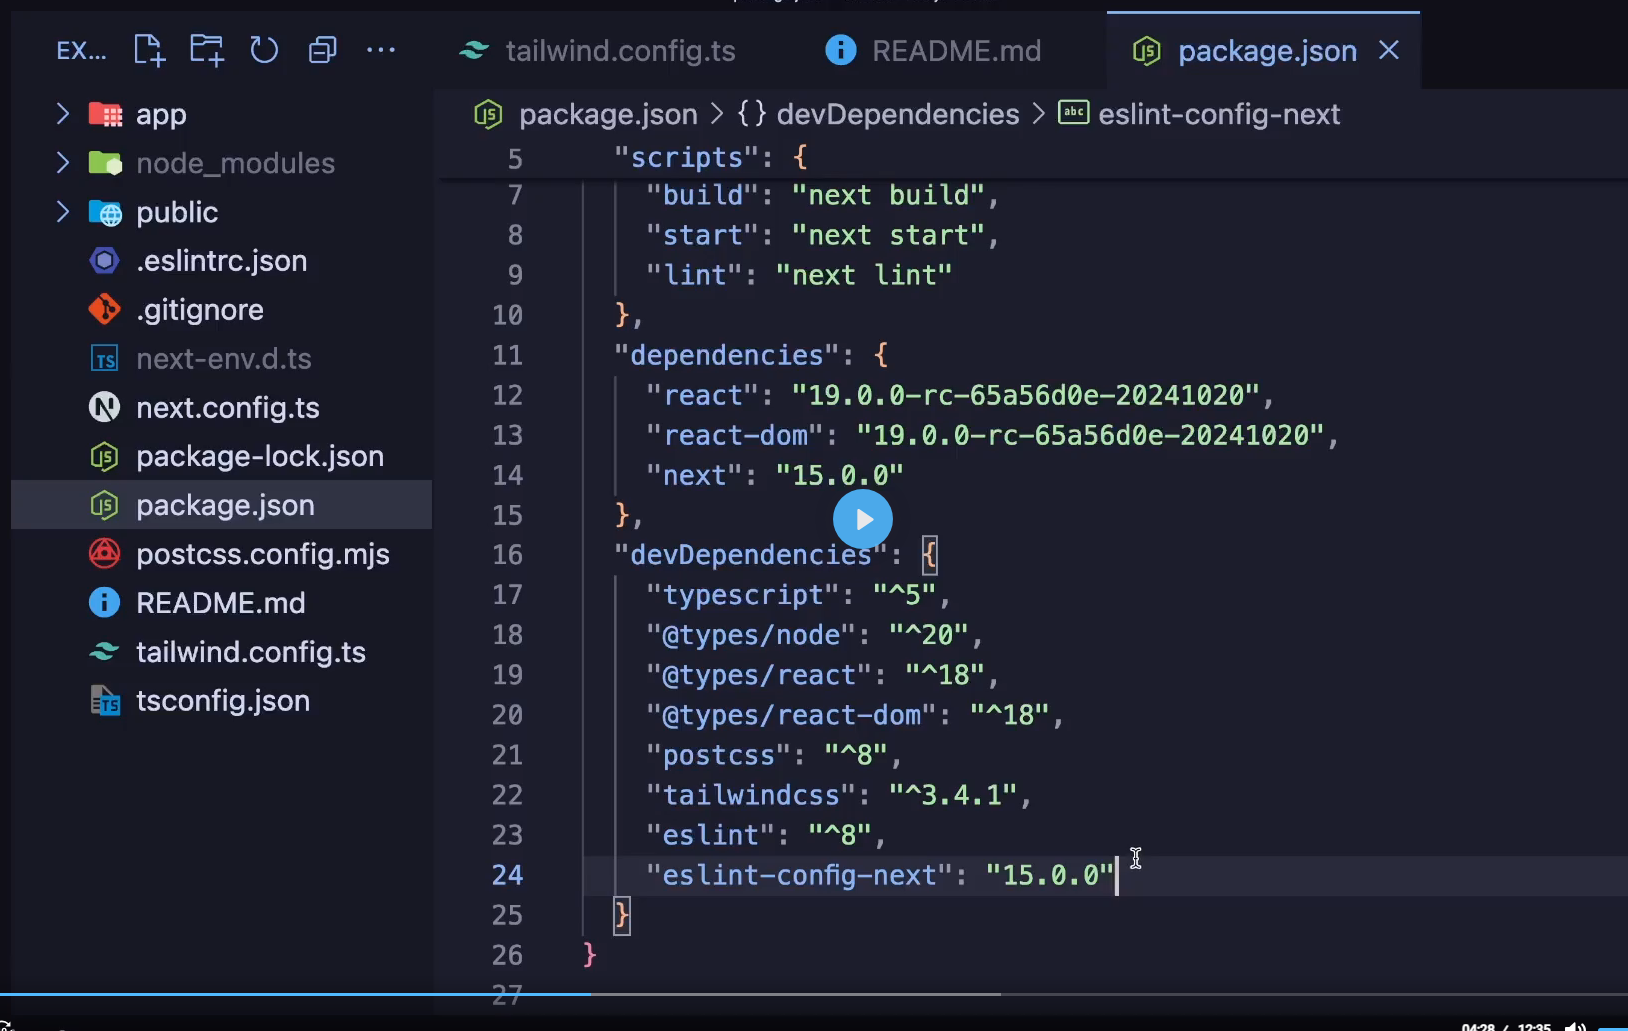 EX...
tailwind.config.ts
README.md
package.json
app
node_modules
public
.eslintrc.json
.gitignore
next-env.d.ts
next.config.ts
package-lock.json
package.json
postcss.config.mjs
README.md
tailwind.config.ts
tsconfig.json
package.json > {} devDependencies > abc eslint-config-next
5 "scripts": {
7 "build": "next build",
8 "start": "next start",
9 "lint": "next lint"
10 },
11 "dependencies": {
12 "react": "19.0.0-rc-65a56d0e-20241020",
13 "react-dom": "19.0.0-rc-65a56d0e-20241020",
14 "next": "15.0.0"
15 },
16 "devDependencies": {
17 "typescript": "^5",
18 "@types/node": "^20",
19 "@types/react": "^18",
20 "@types/react-dom": "^18",
21 "postcss": "^8",
22 "tailwindcss": "^3.4.1",
23 "eslint": "^8",
24 "eslint-config-next": "15.0.0"
25 }
26 }
27
04:28 / 12:35